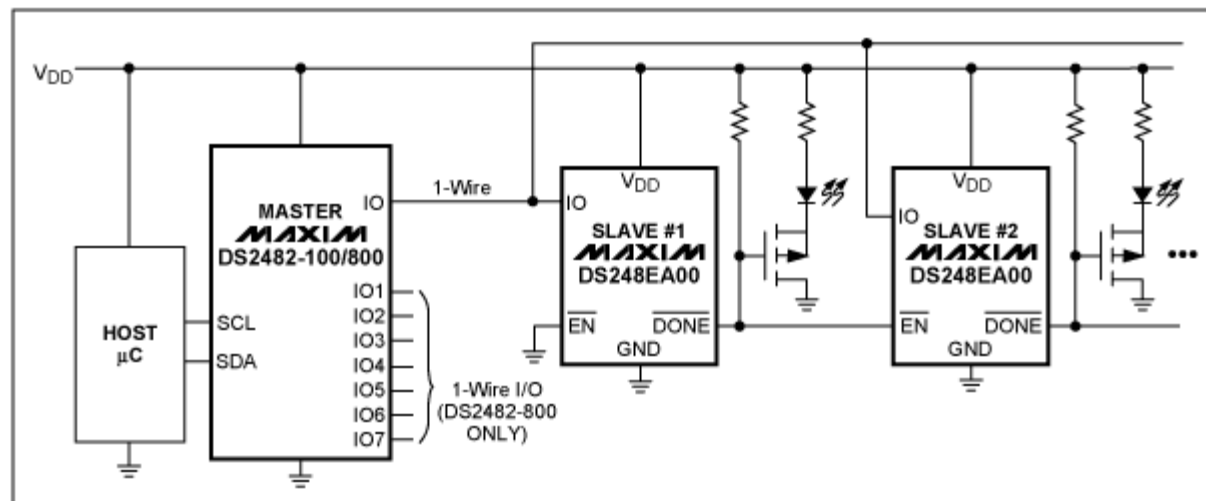 VDD
1-Wire
IO
MASTER
MAXIM
DS2482-100/800
IO1
IO2
IO3
IO4
IO5
IO6
IO7
SCL
SDA
HOST
µC
1-Wire I/O
(DS2482-800
ONLY)
VDD
IO
SLAVE #1
MAXIM
DS248EA00
EN
DONE
GND
VDD
IO
SLAVE #2
MAXIM
DS248EA00
EN
DONE
GND